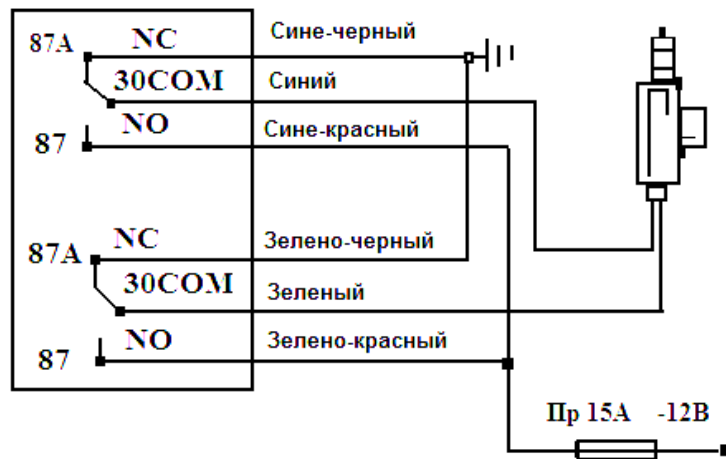 87A NC Сине-черный
30COM Синий
87 NO Сине-красный
87A NC Зелено-черный
30COM Зеленый
87 NO Зелено-красный
Пр 15А -12В